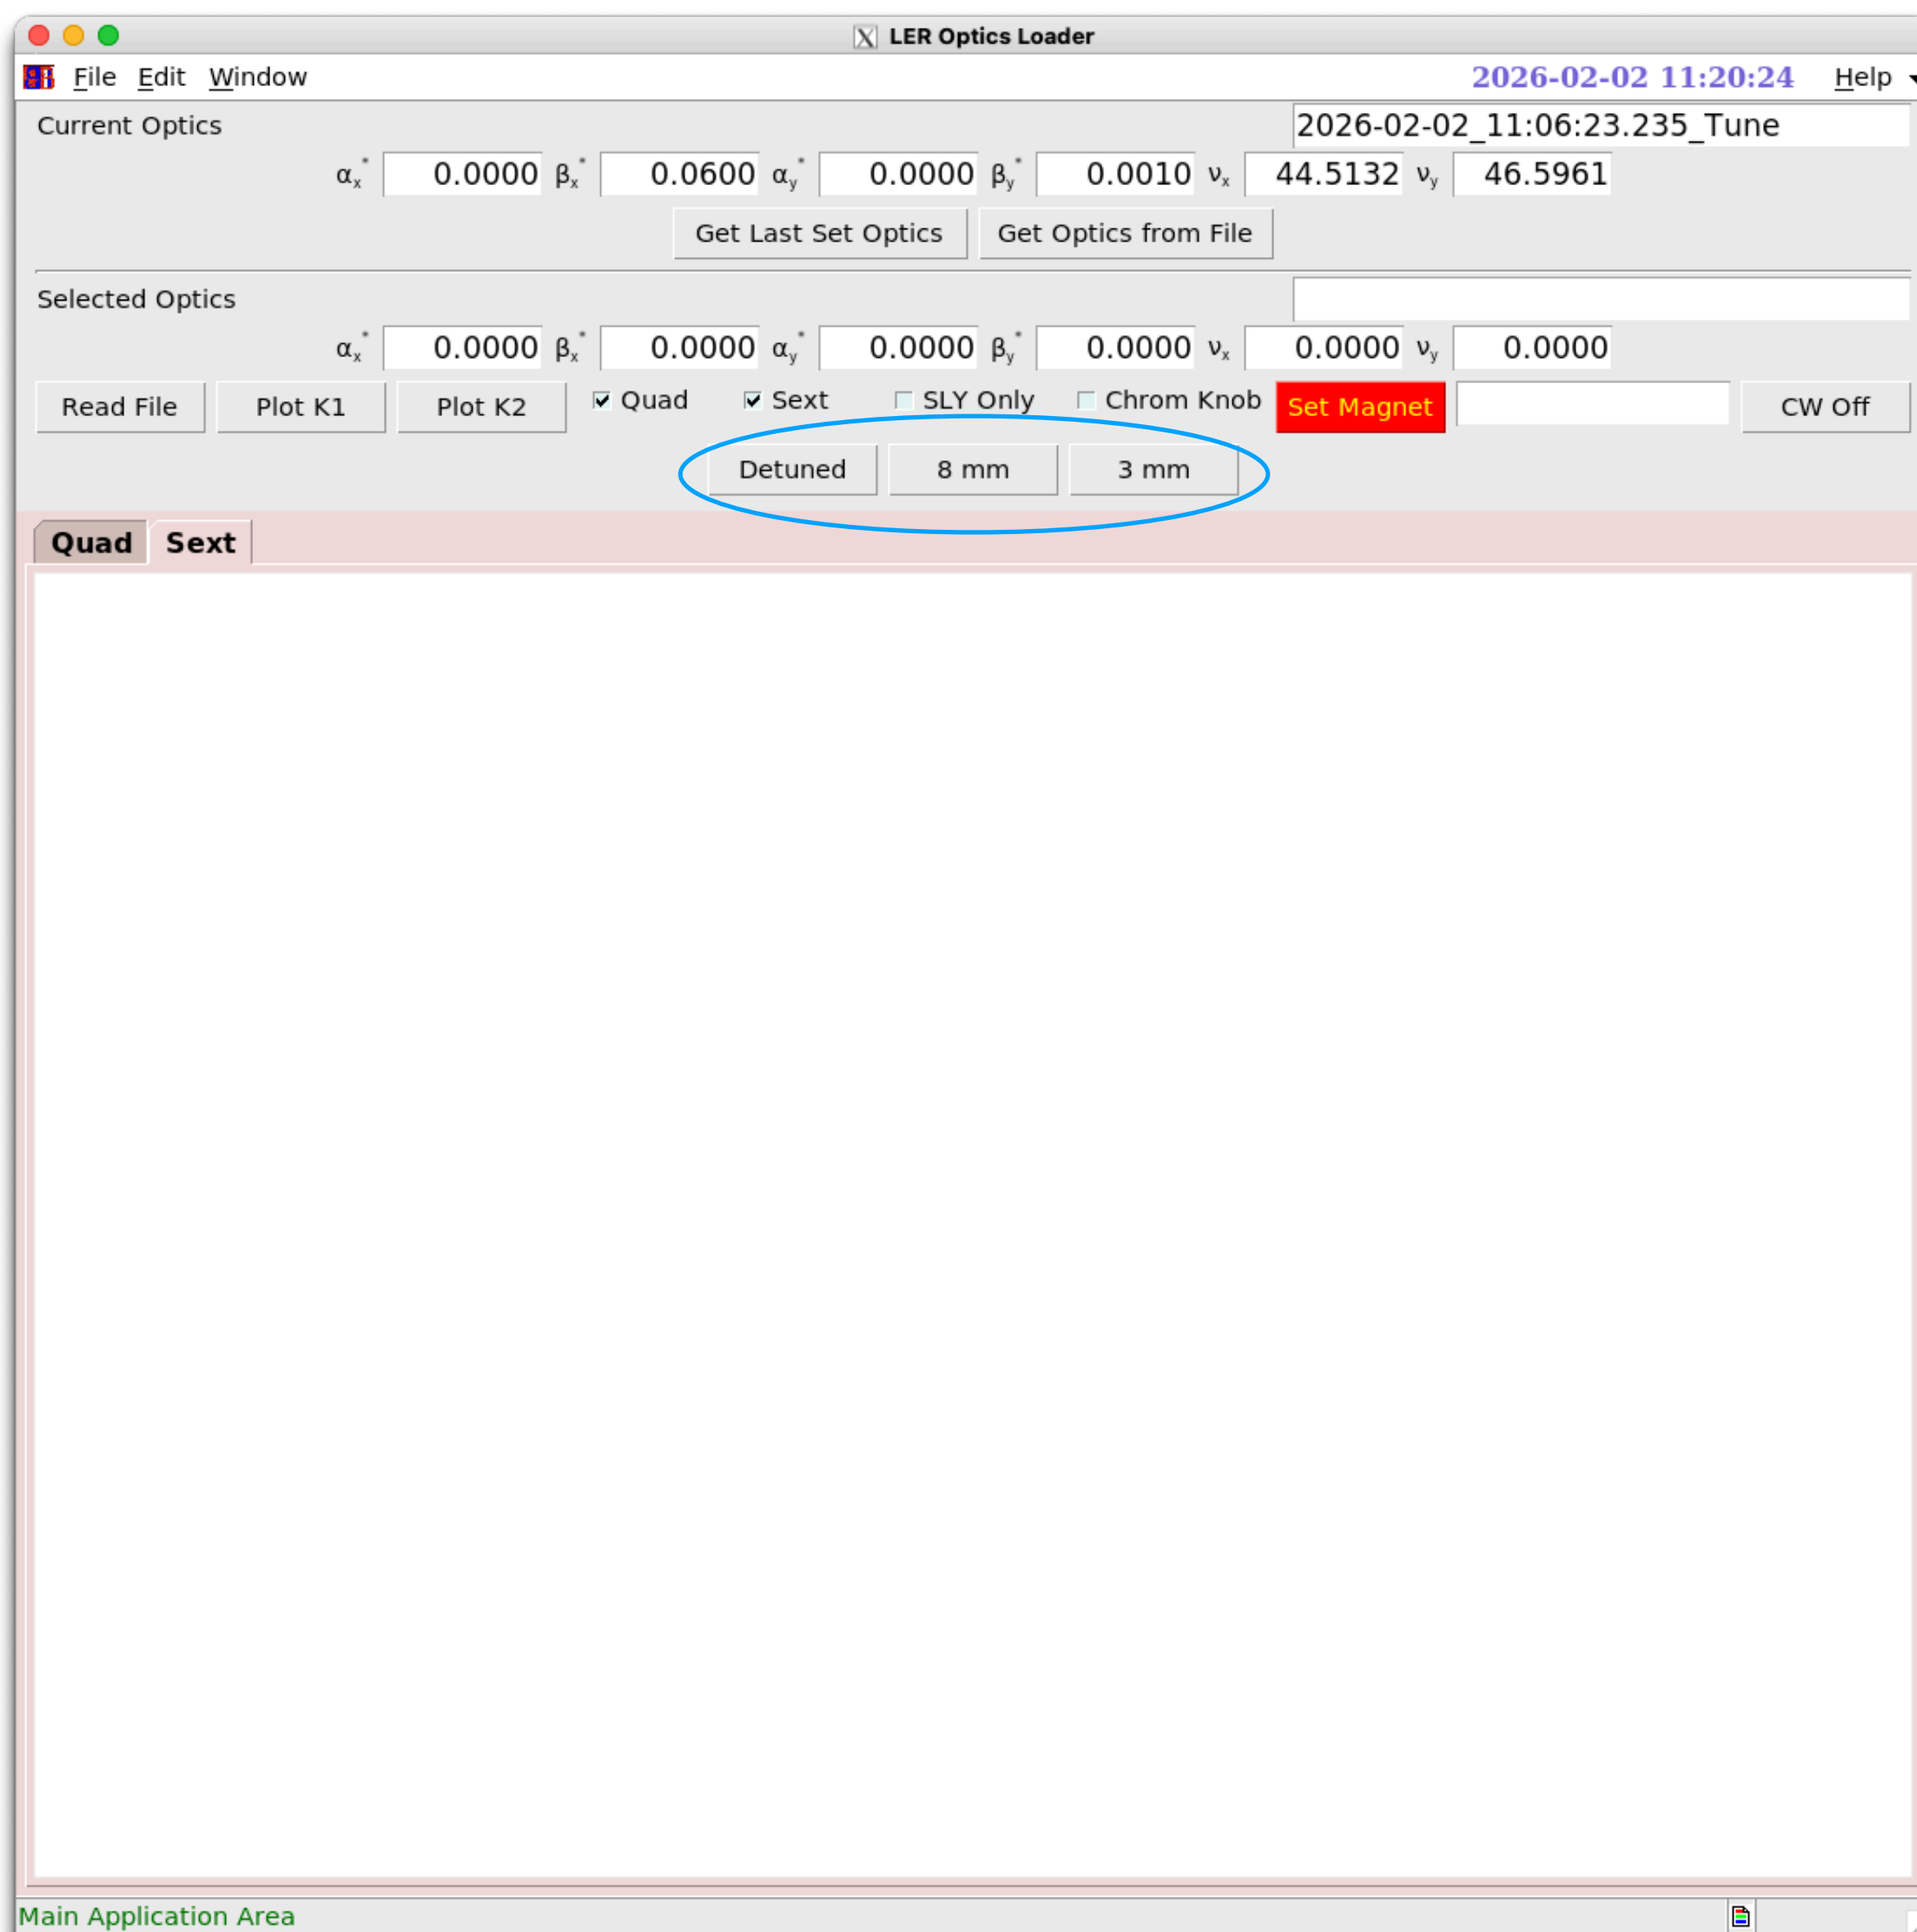 LER Optics Loader
File Edit Window 2026-02-02 11:20:24 Help
Current Optics 2026-02-02_11:06:23.235_Tune
αx* 0.0000 βx* 0.0600 αy* 0.0000 βy* 0.0010 νx 44.5132 νy 46.5961
Get Last Set Optics Get Optics from File
Selected Optics
αx* 0.0000 βx* 0.0000 αy* 0.0000 βy* 0.0000 νx 0.0000 νy 0.0000
Read File Plot K1 Plot K2 Quad Sext SLY Only Chrom Knob Set Magnet CW Off
Detuned 8 mm 3 mm
Quad Sext
Main Application Area